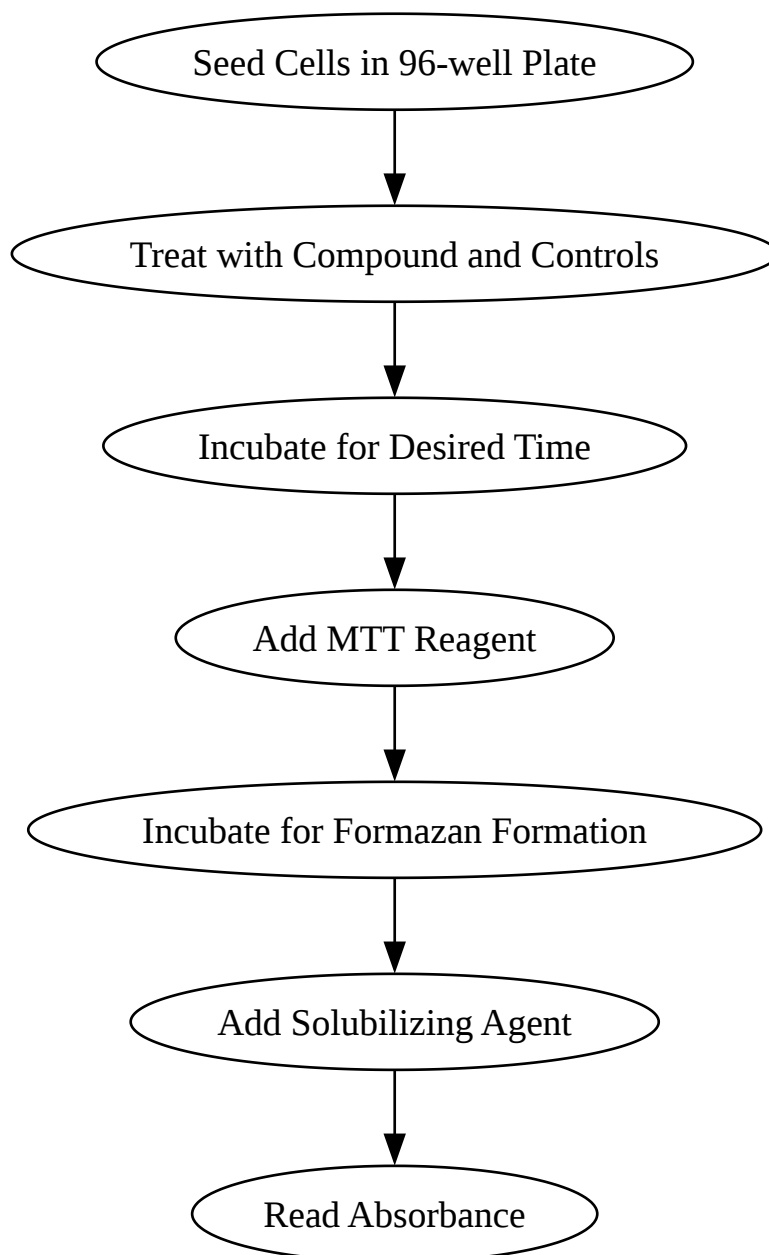 Seed Cells in 96-well Plate
Treat with Compound and Controls
Incubate for Desired Time
Add MTT Reagent
Incubate for Formazan Formation
Add Solubilizing Agent
Read Absorbance